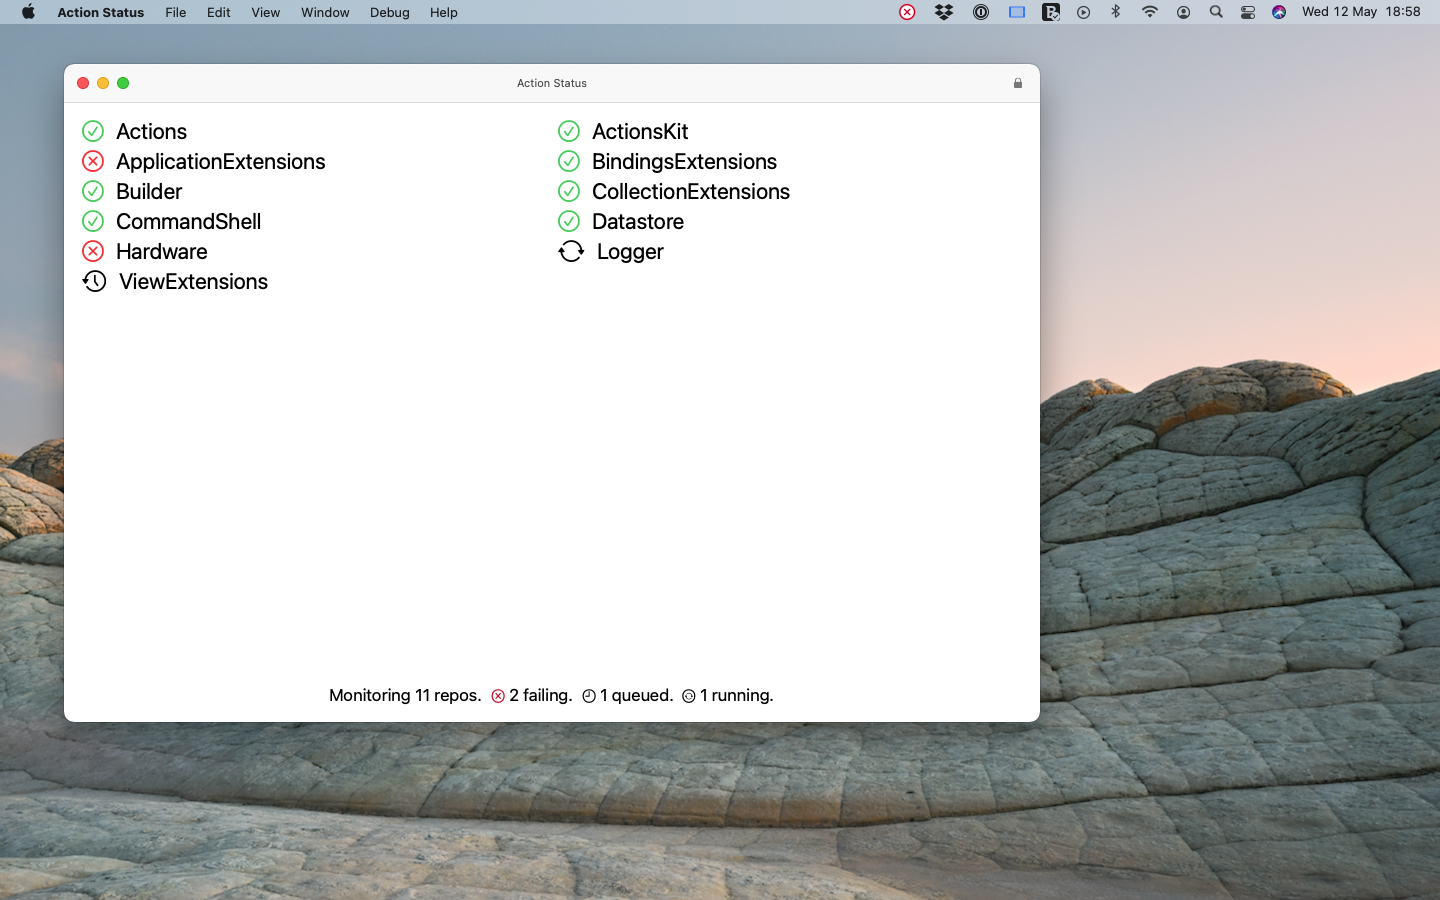 Action Status File Edit View Window Debug Help Wed 12 May 18:58
Action Status
Actions ActionsKit
ApplicationExtensions BindingsExtensions
Builder CollectionExtensions
CommandShell Datastore
Hardware Logger
ViewExtensions
Monitoring 11 repos. 2 failing. 1 queued. 1 running.